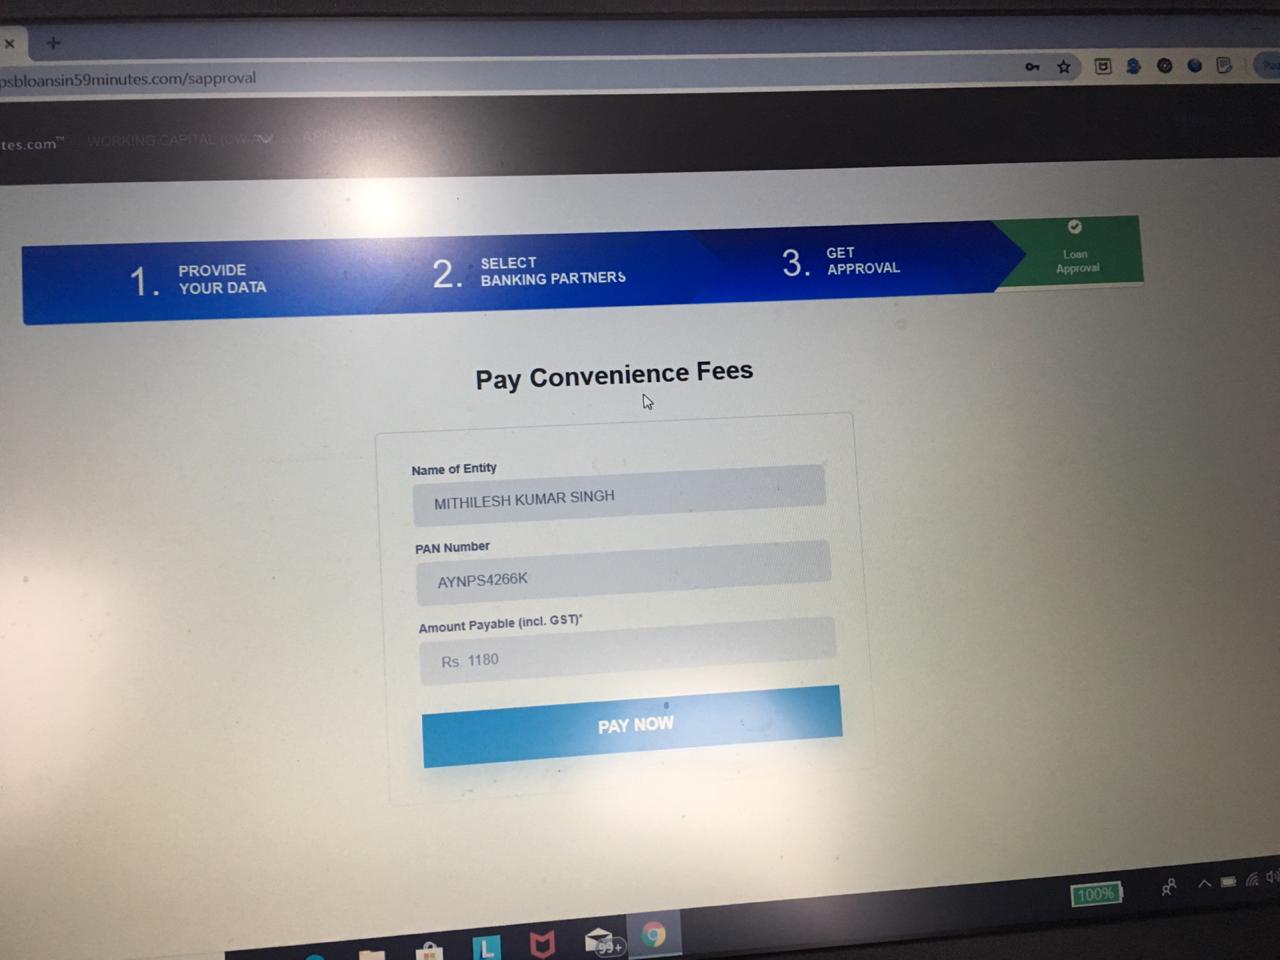 psbloansin59minutes.com/sapproval
tes.com™ WORKING CAPITAL
1. PROVIDE
YOUR DATA
2. SELECT
BANKING PARTNERS
3. GET
APPROVAL
Loan
Approval
Pay Convenience Fees
Name of Entity
MITHILESH KUMAR SINGH
PAN Number
AYNPS4266K
Amount Payable (incl. GST)*
Rs. 1180
PAY NOW
100%
L
99+